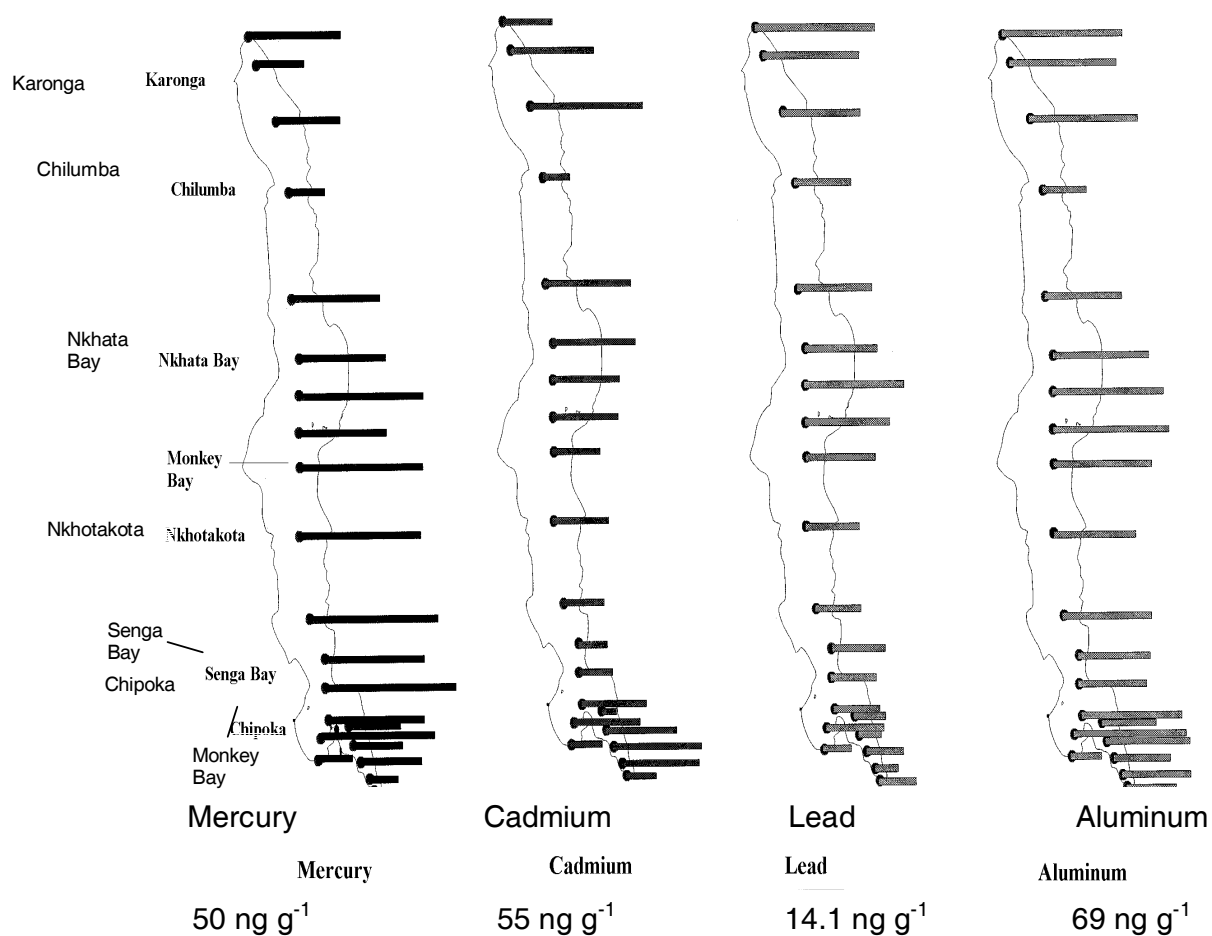 Karonga
Karonga
Chilumba
Chilumba
Nkhata
Bay
Nkhata Bay
Monkey
Bay
Nkhotakota
Nkhotakota
Senga
Bay
Senga Bay
Chipoka
Chipoka
Monkey
Bay
Mercury Cadmium Lead Aluminum
Mercury Cadmium Lead Aluminum
50 ng g⁻¹ 55 ng g⁻¹ 14.1 ng g⁻¹ 69 ng g⁻¹